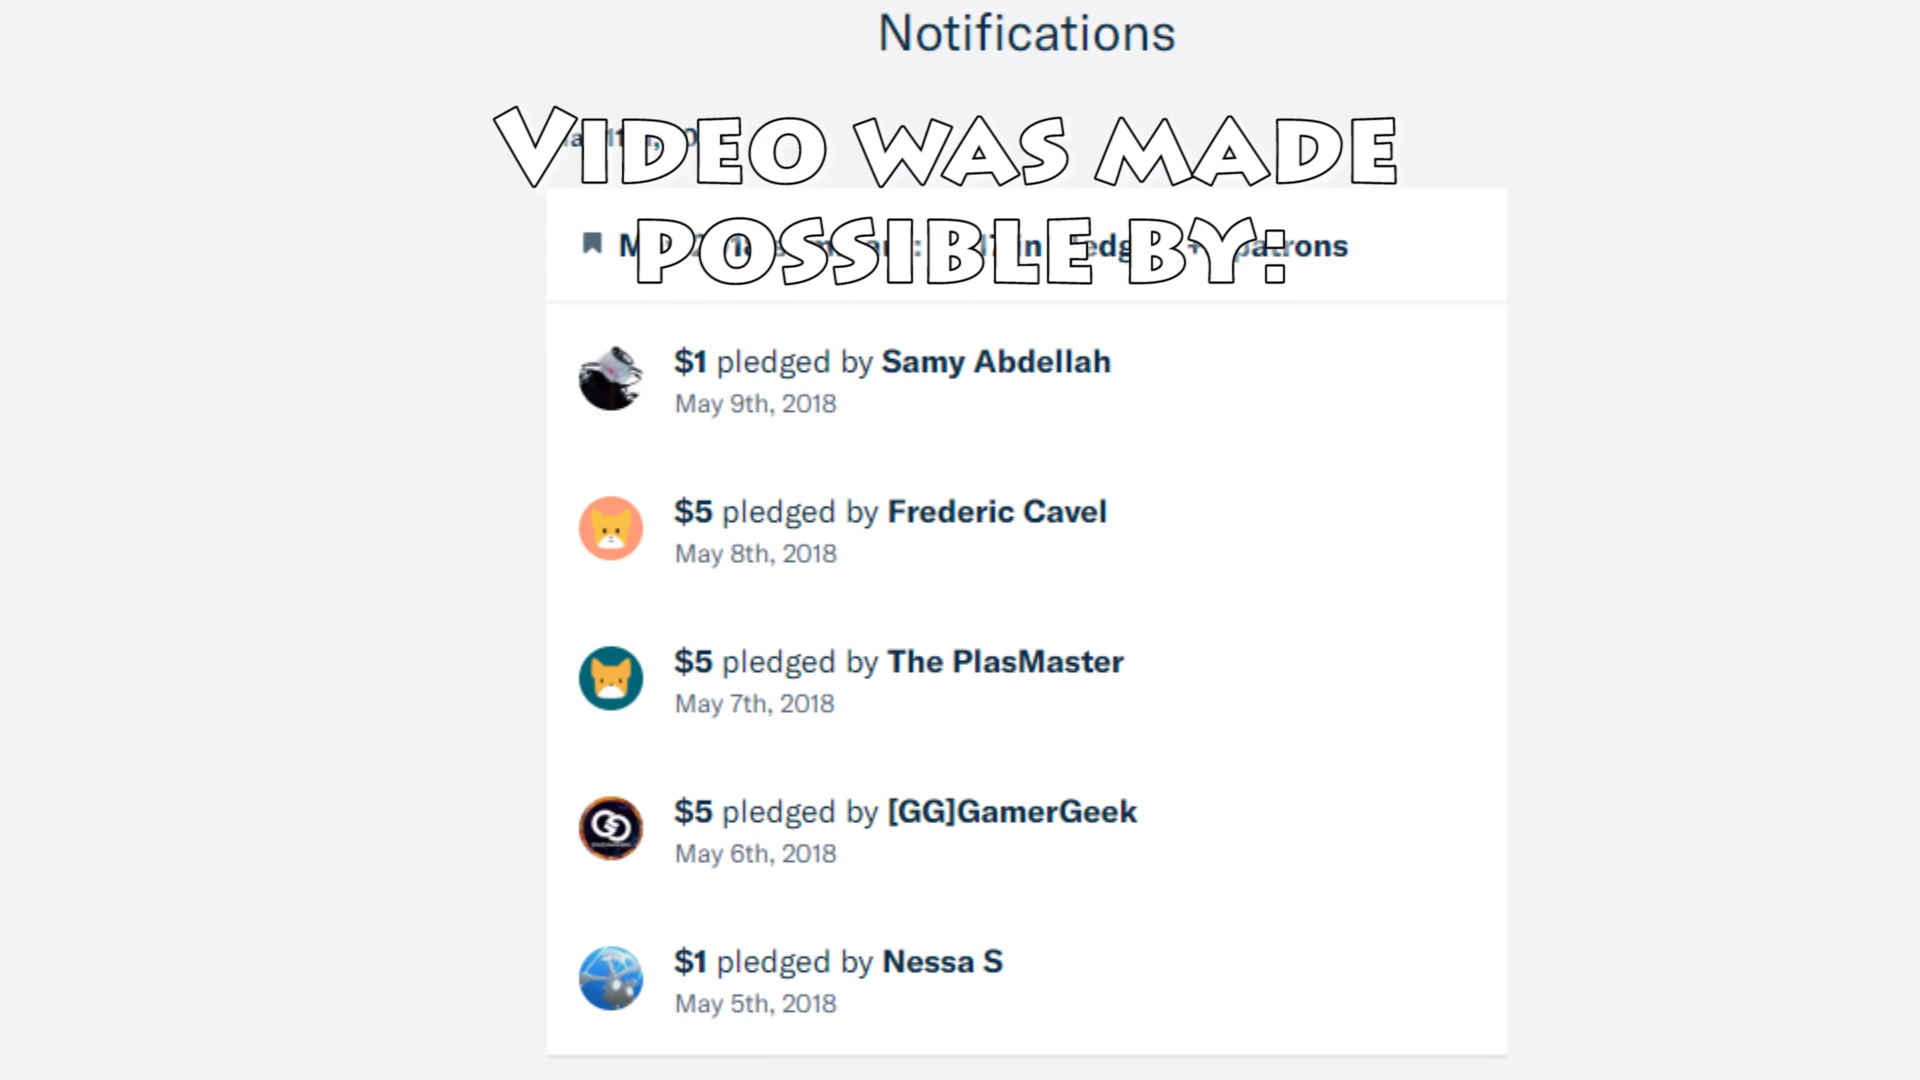 Notifications
VIDEO WAS MADE
POSSIBLE BY:
in patrons
$1 pledged by Samy Abdellah
May 9th, 2018
$5 pledged by Frederic Cavel
May 8th, 2018
$5 pledged by The PlasMaster
May 7th, 2018
$5 pledged by [GG]GamerGeek
May 6th, 2018
$1 pledged by Nessa S
May 5th, 2018